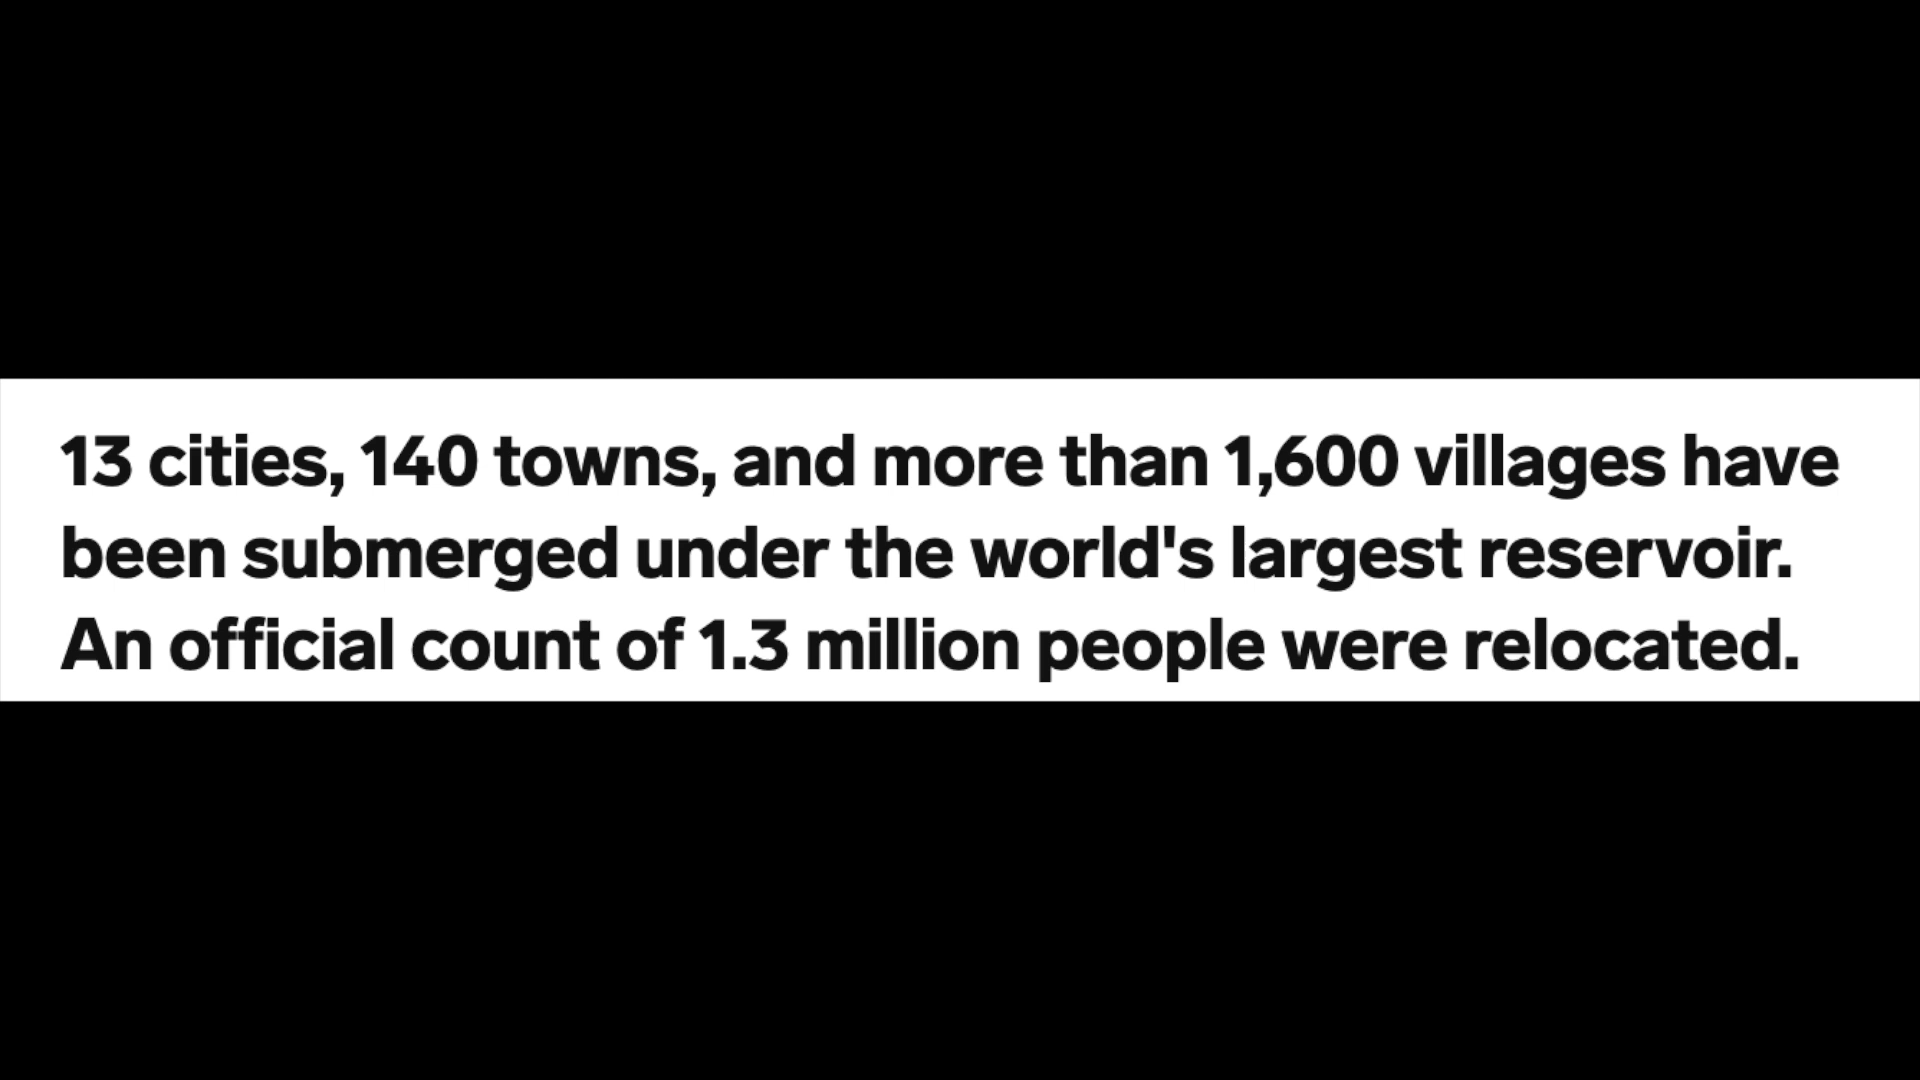 13 cities, 140 towns, and more than 1,600 villages have
been submerged under the world's largest reservoir.
An official count of 1.3 million people were relocated.